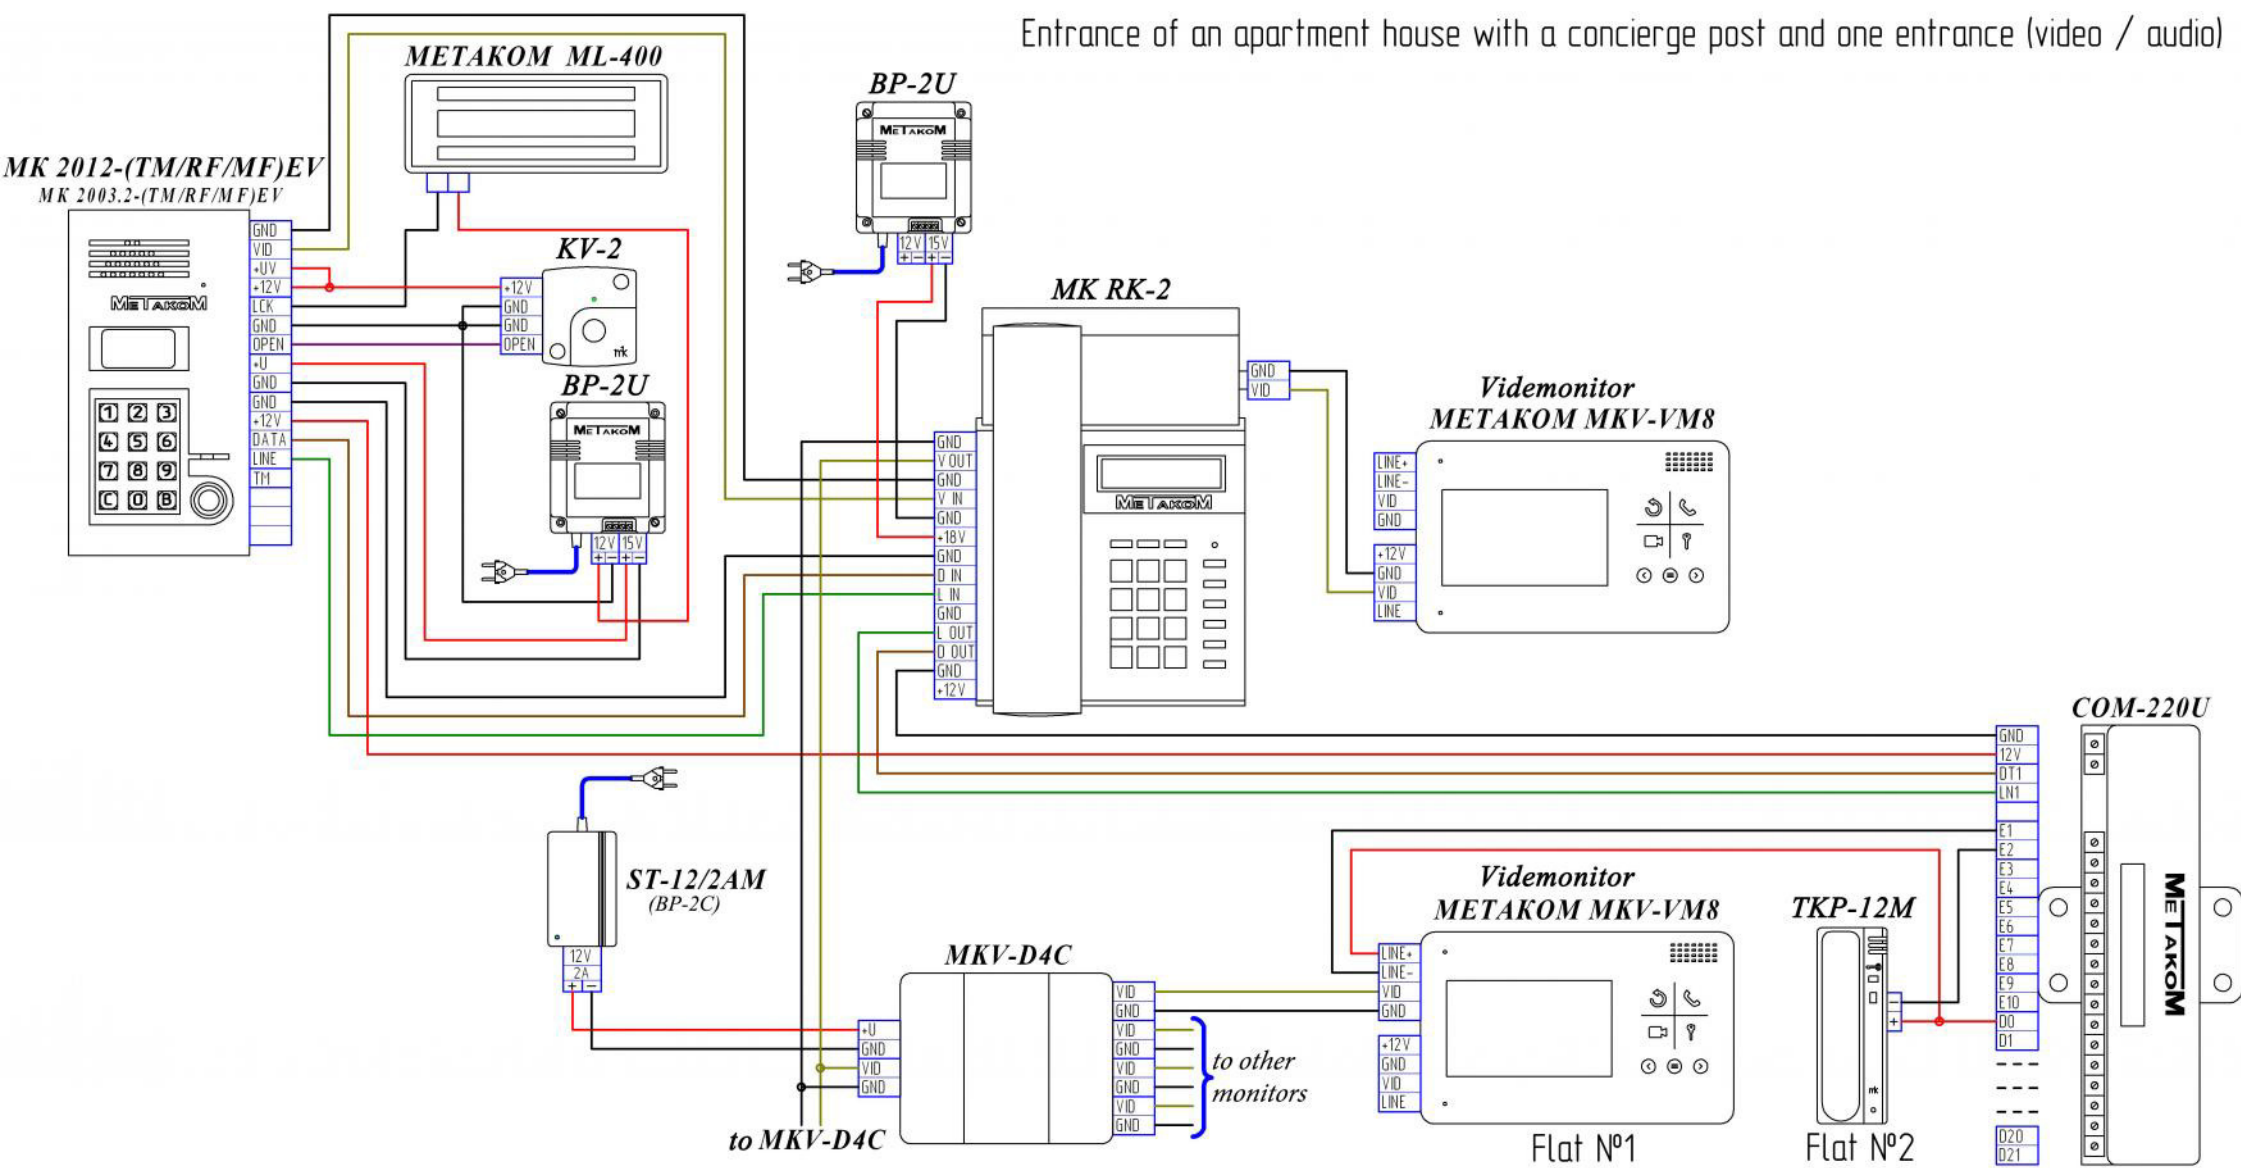 Entrance of an apartment house with a concierge post and one entrance (video / audio)
METAKOM ML-400
MK 2012-(TM/RF/MF)EV
MK 2003.2-(TM/RF/MF)EV
GND
VID
+UV
+12V
LCK
GND
OPEN
+U
GND
GND
+12V
DATA
LINE
TM
METAKOM
1 2 3
4 5 6
7 8 9
C 0 B
KV-2
+12V
GND
GND
OPEN
mk
BP-2U
METAKOM
12V 15V
+ − + −
BP-2U
METAKOM
12V 15V
+ − + −
MK RK-2
GND
VID
GND
V OUT
GND
V IN
GND
+18V
GND
D IN
L IN
GND
L OUT
D OUT
GND
+12V
METAKOM
Videmonitor
METAKOM MKV-VM8
LINE+
LINE-
VID
GND
+12V
GND
VID
LINE
COM-220U
GND
12V
DT1
LN1
E1
E2
E3
E4
E5
E6
E7
E8
E9
E10
D0
D1
D20
D21
METAKOM
ST-12/2AM
(BP-2C)
12V
2A
+ −
MKV-D4C
+U
GND
VID
GND
VID
GND
VID
GND
VID
GND
VID
GND
to other
monitors
to MKV-D4C
Videmonitor
METAKOM MKV-VM8
LINE+
LINE-
VID
GND
+12V
GND
VID
LINE
Flat №1
TKP-12M
−
+
mk
Flat №2